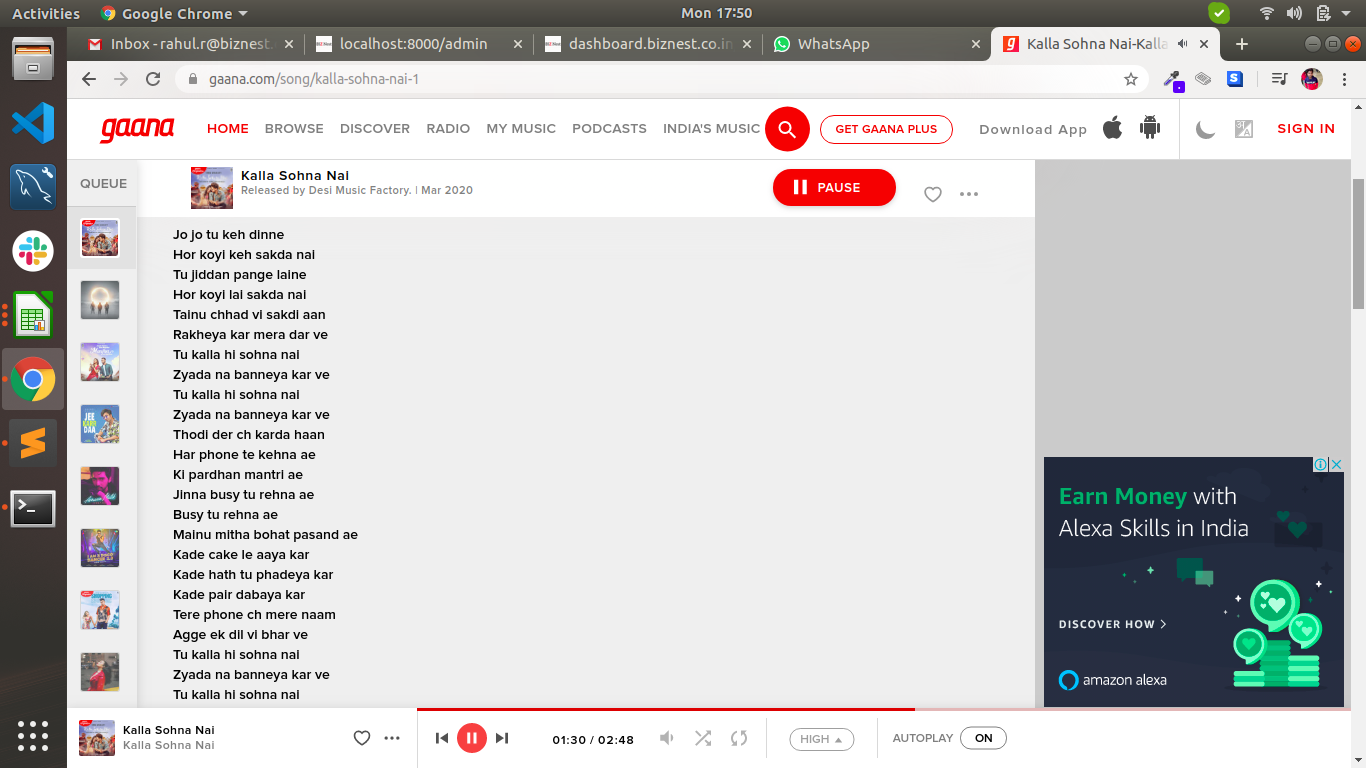 Activities
Google Chrome
Mon 17:50
Inbox - rahul.r@biznest.
localhost:8000/admin
dashboard.biznest.co.in
WhatsApp
Kalla Sohna Nai-Kalla
gaana.com/song/kalla-sohna-nai-1
gaana
HOME
BROWSE
DISCOVER
RADIO
MY MUSIC
PODCASTS
INDIA'S MUSIC
GET GAANA PLUS
Download App
SIGN IN
QUEUE
Kalla Sohna Nai
Released by Desi Music Factory. | Mar 2020
PAUSE
Jo jo tu keh dinne
Hor koyi keh sakda nai
Tu jiddan pange laine
Hor koyi lai sakda nai
Tainu chhad vi sakdi aan
Rakheya kar mera dar ve
Tu kalla hi sohna nai
Zyada na banneya kar ve
Tu kalla hi sohna nai
Zyada na banneya kar ve
Thodi der ch karda haan
Har phone te kehna ae
Ki pardhan mantri ae
Jinna busy tu rehna ae
Busy tu rehna ae
Mainu mitha bohat pasand ae
Kade cake le aaya kar
Kade hath tu phadeya kar
Kade pair dabaya kar
Tere phone ch mere naam
Agge ek dil vi bhar ve
Tu kalla hi sohna nai
Zyada na banneya kar ve
Tu kalla hi sohna nai
JEE
DAA
Earn Money with
Alexa Skills in India
DISCOVER HOW
amazon alexa
Kalla Sohna Nai
Kalla Sohna Nai
01:30 / 02:48
HIGH
AUTOPLAY
ON